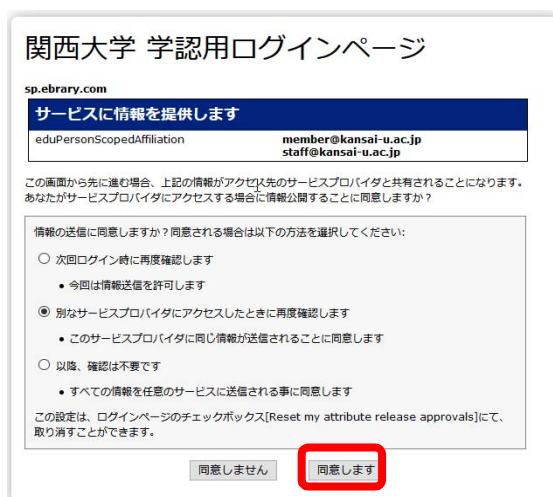 関西大学 学認用ログインページ
sp.ebrary.com
サービスに情報を提供します
eduPersonScopedAffiliation member@kansai-u.ac.jp
staff@kansai-u.ac.jp
この画面から先に進む場合、上記の情報がアクセス先のサービスプロバイダと共有されることになります。
あなたがサービスプロバイダにアクセスする場合に情報公開することに同意しますか？
情報の送信に同意しますか？同意される場合は以下の方法を選択してください:
次回ログイン時に再度確認します
• 今回は情報送信を許可します
別なサービスプロバイダにアクセスしたときに再度確認します
• このサービスプロバイダに同じ情報が送信されることに同意します
以降、確認は不要です
• すべての情報を任意のサービスに送信される事に同意します
この設定は、ログインページのチェックボックス[Reset my attribute release approvals]にて、
取り消すことができます。
同意しません 同意します